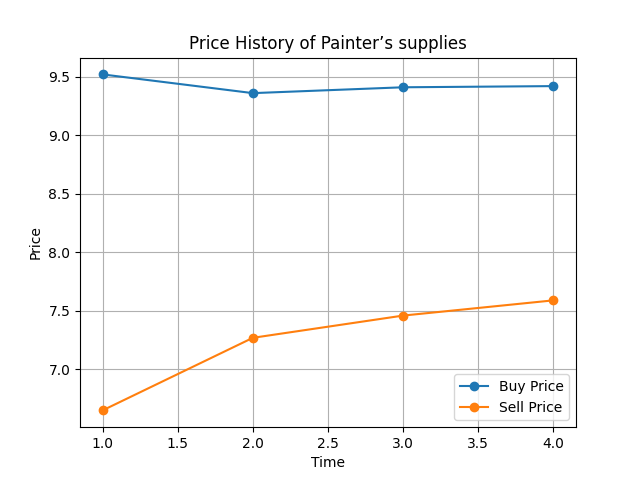 Price History of Painter’s supplies
Price
9.5
9.0
8.5
8.0
7.5
7.0
1.0 1.5 2.0 2.5 3.0 3.5 4.0
Time
Buy Price
Sell Price